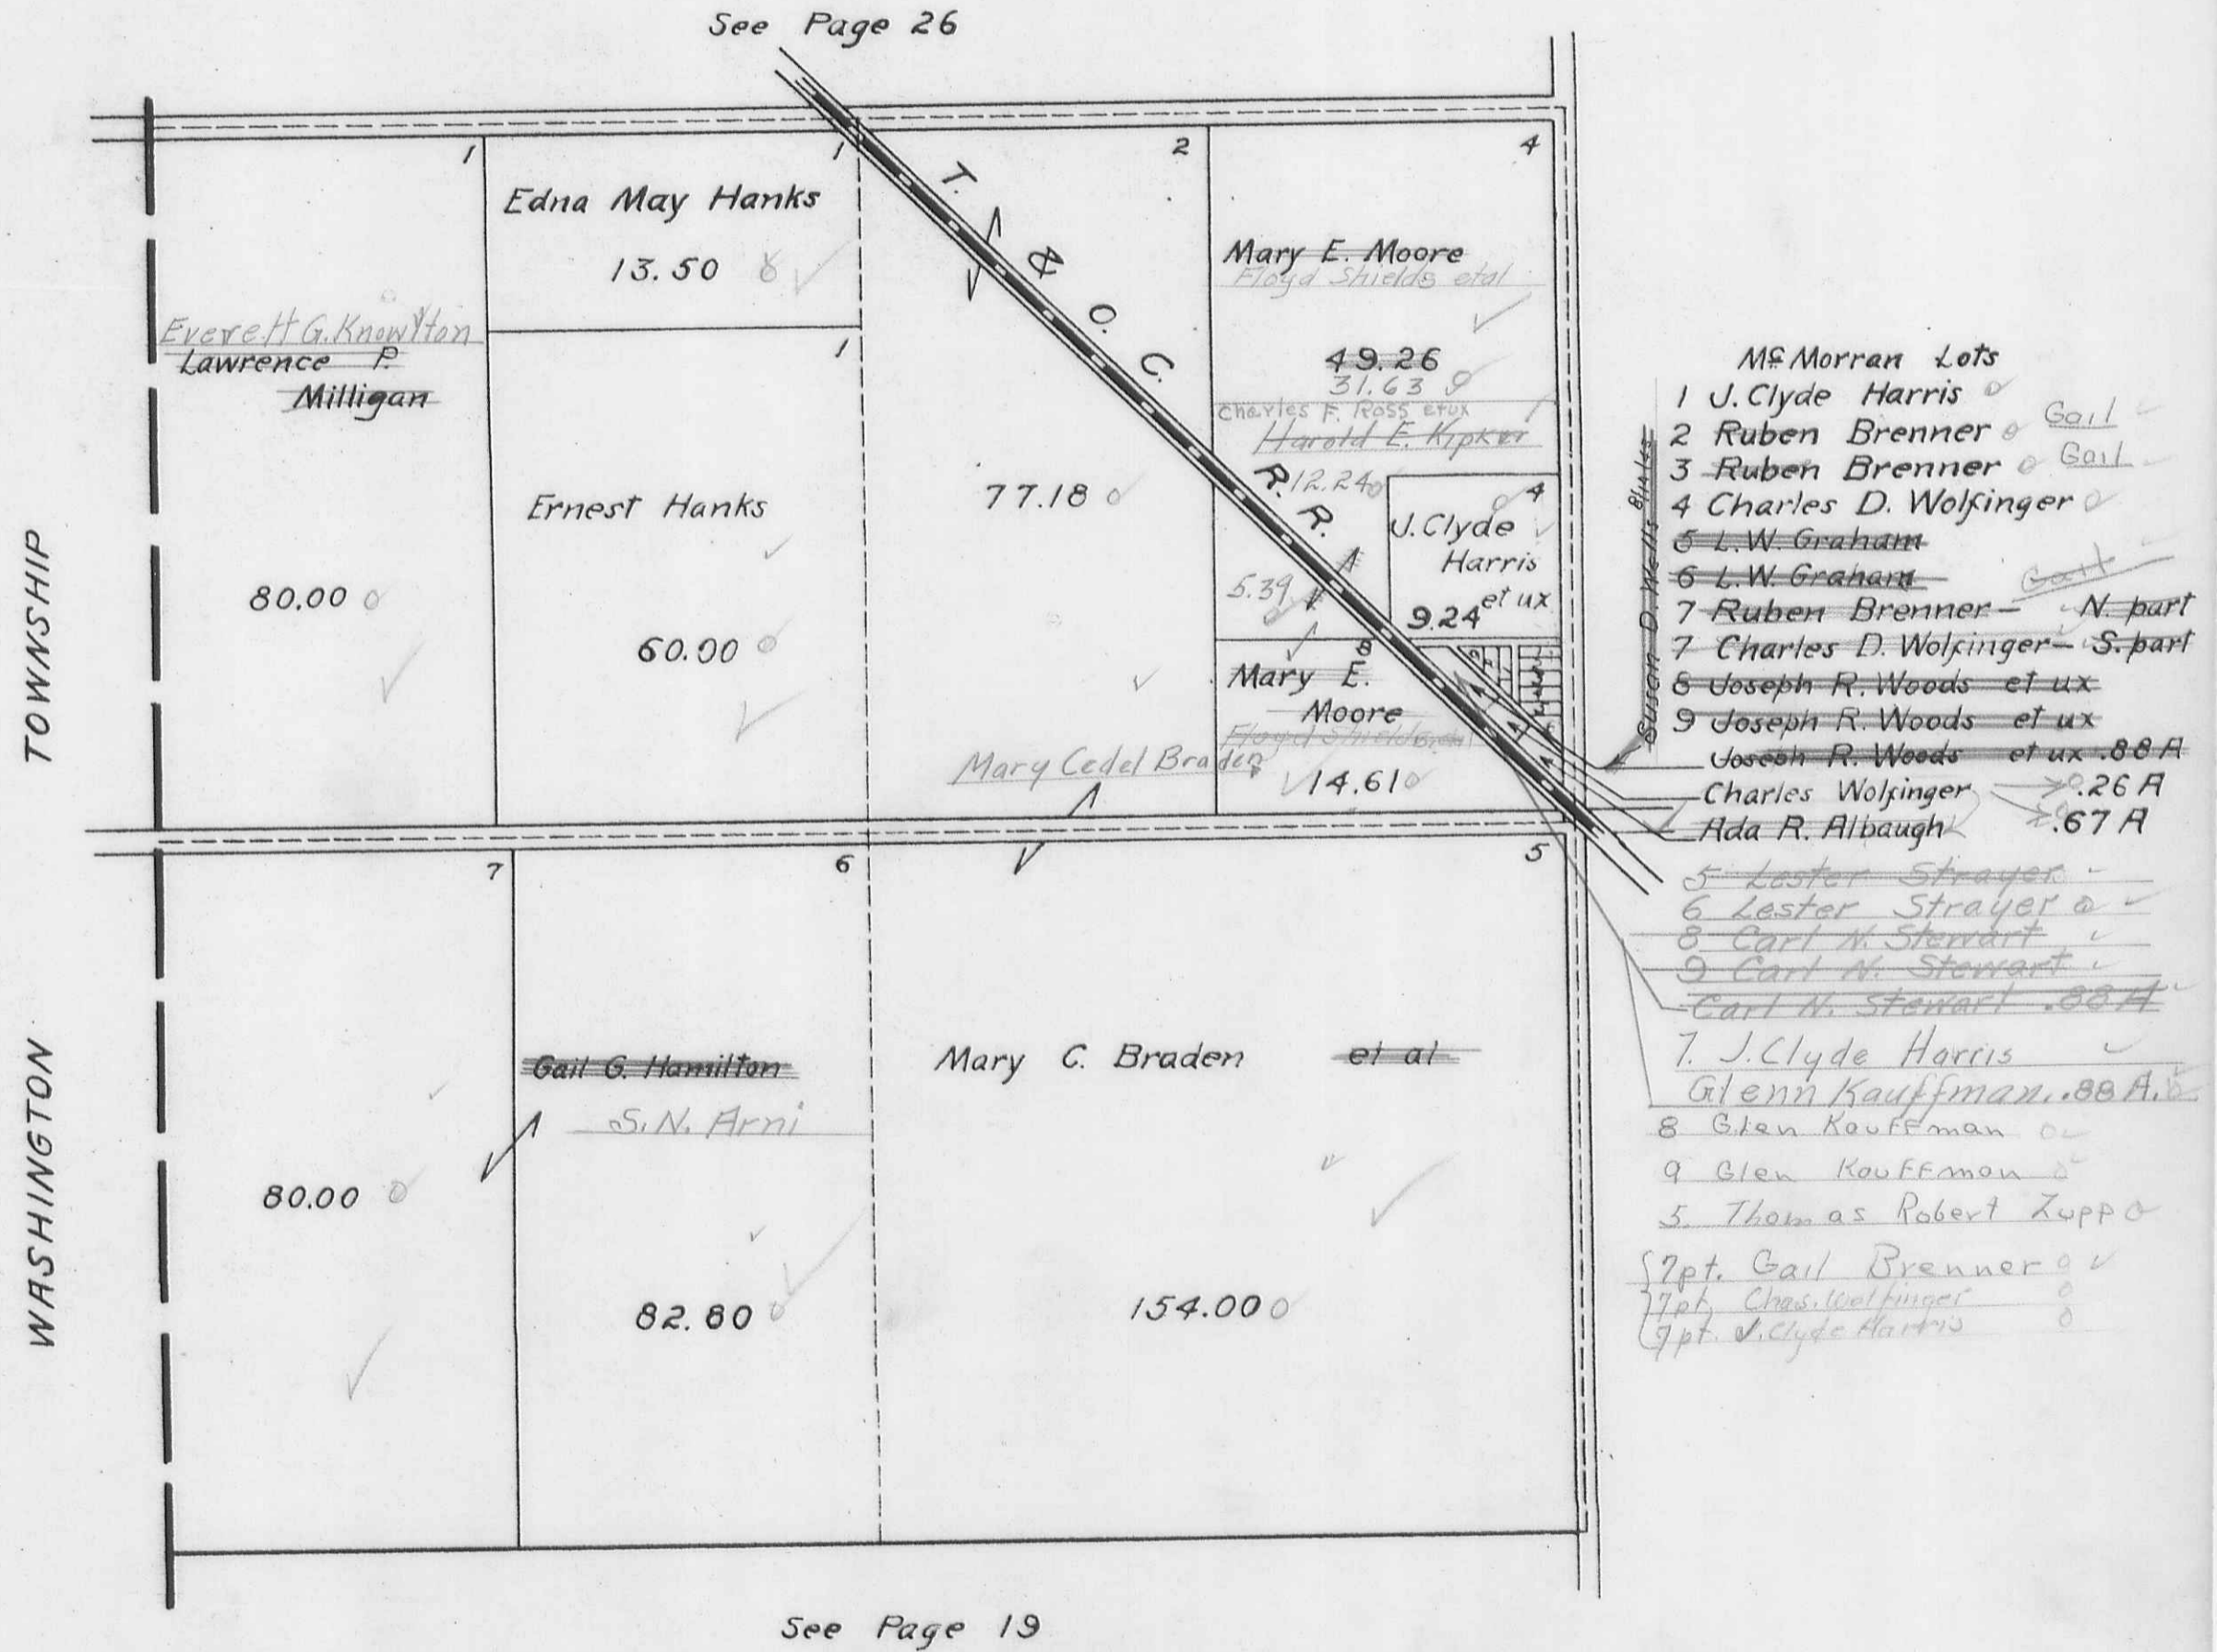 See Page 26
TOWNSHIP
WASHINGTON
1
Everett G. Knowlton
Lawrence P.
Milligan
80.00
1
Edna May Hanks
13.50
1
Ernest Hanks
60.00
2
T. & O. C. R. R.
77.18
Mary Cedel Braden
4
Mary E. Moore
Floyd Shields etal
49.26
31.63
Charles F. Ross etux
Harold E. Kipker
12.24
5.39
4
J. Clyde
Harris
et ux
9.24
8
Mary E.
Moore
Floyd Shields
14.61
7
80.00
6
Gail G. Hamilton
S. N. Arni
82.80
5
Mary C. Braden et al
154.00
See Page 19
McMorran Lots
1 J. Clyde Harris
2 Ruben Brenner Gail
3 Ruben Brenner Gail
4 Charles D. Wolfinger
5 L. W. Graham
6 L. W. Graham
Gail
7 Ruben Brenner - N. part
7 Charles D. Wolfinger - S. part
8 Joseph R. Woods et ux
9 Joseph R. Woods et ux
Joseph R. Woods et ux .88 A
Charles Wolfinger .26 A
Ada R. Albaugh .67 A
Susan D. Wells
5 Lester Strayer
6 Lester Strayer
8 Carl N. Stewart
9 Carl N. Stewart
Carl N. Stewart .88 A
7. J. Clyde Harris
Glenn Kauffman. .88 A.
8 Glen Kauffman
9 Glen Kauffman
5. Thomas Robert Zupp
7pt. Gail Brenner
7pt. Chas. Wolfinger
7pt. J. Clyde Harris